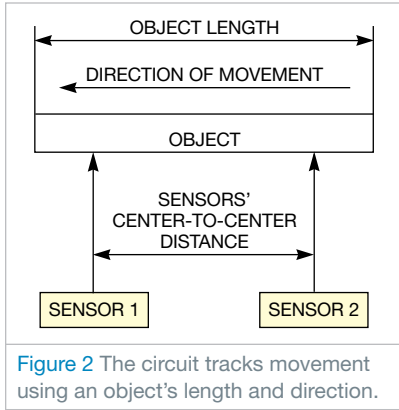 OBJECT LENGTH
DIRECTION OF MOVEMENT
OBJECT
SENSORS'
CENTER-TO-CENTER
DISTANCE
SENSOR 1
SENSOR 2
Figure 2 The circuit tracks movement
using an object's length and direction.